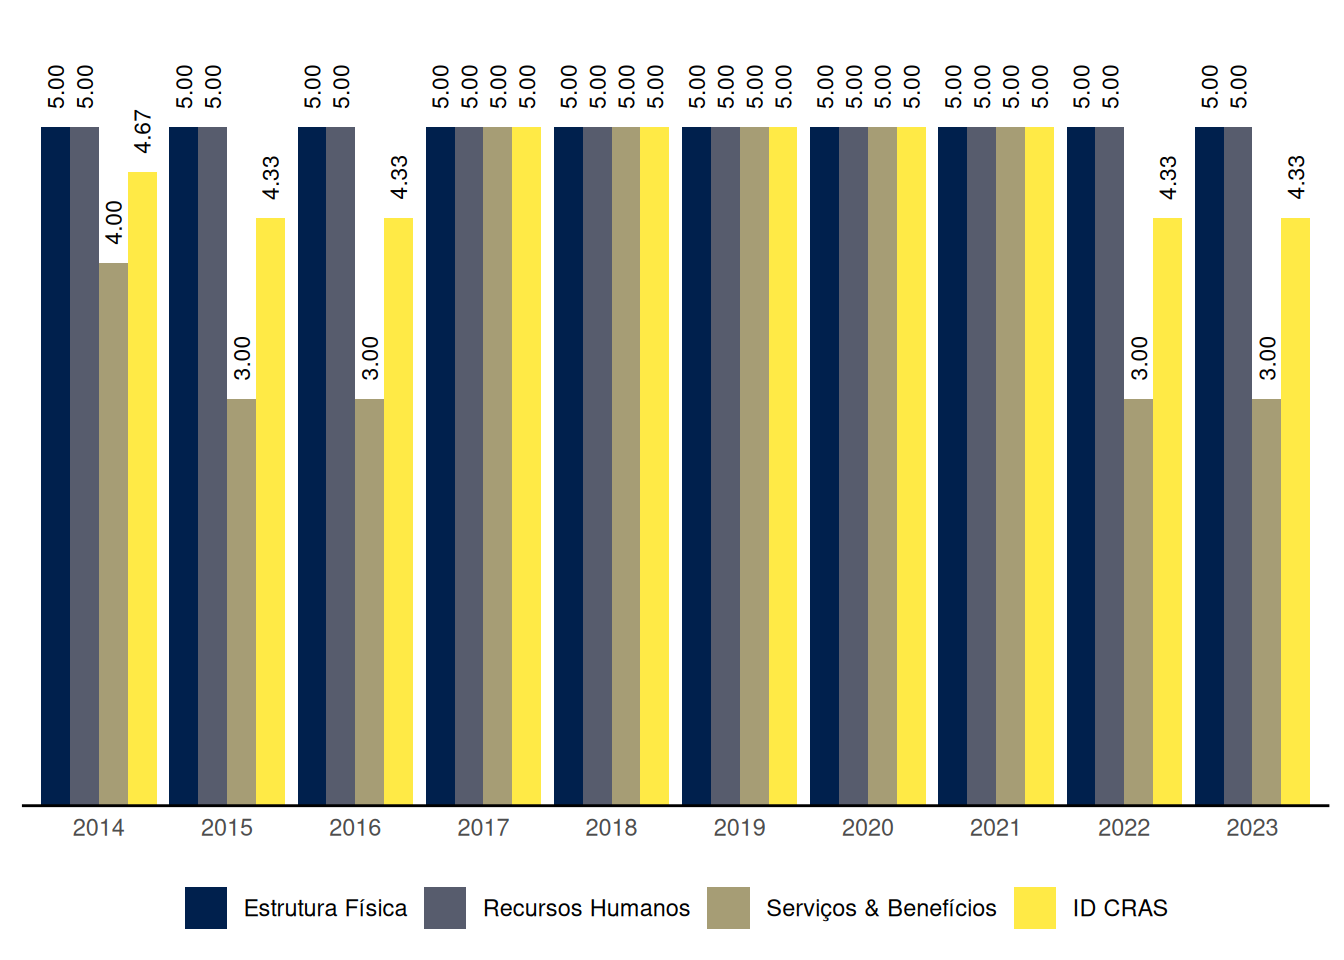 5.00 5.00 4.00 4.67 5.00 5.00 3.00 4.33 5.00 5.00 3.00 4.33 5.00 5.00 5.00 5.00 5.00 5.00 5.00 5.00 5.00 5.00 5.00 5.00 5.00 5.00 5.00 5.00 5.00 5.00 5.00 5.00 5.00 5.00 3.00 4.33 5.00 5.00 3.00 4.33
2014 2015 2016 2017 2018 2019 2020 2021 2022 2023
Estrutura Física Recursos Humanos Serviços & Benefícios ID CRAS